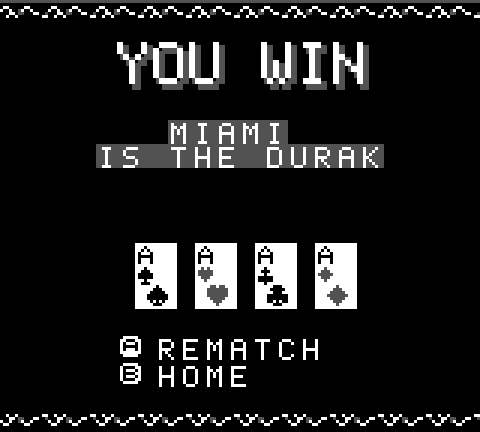 YOU WIN
MIAMI
IS THE DURAK
A A A A
A REMATCH
B HOME